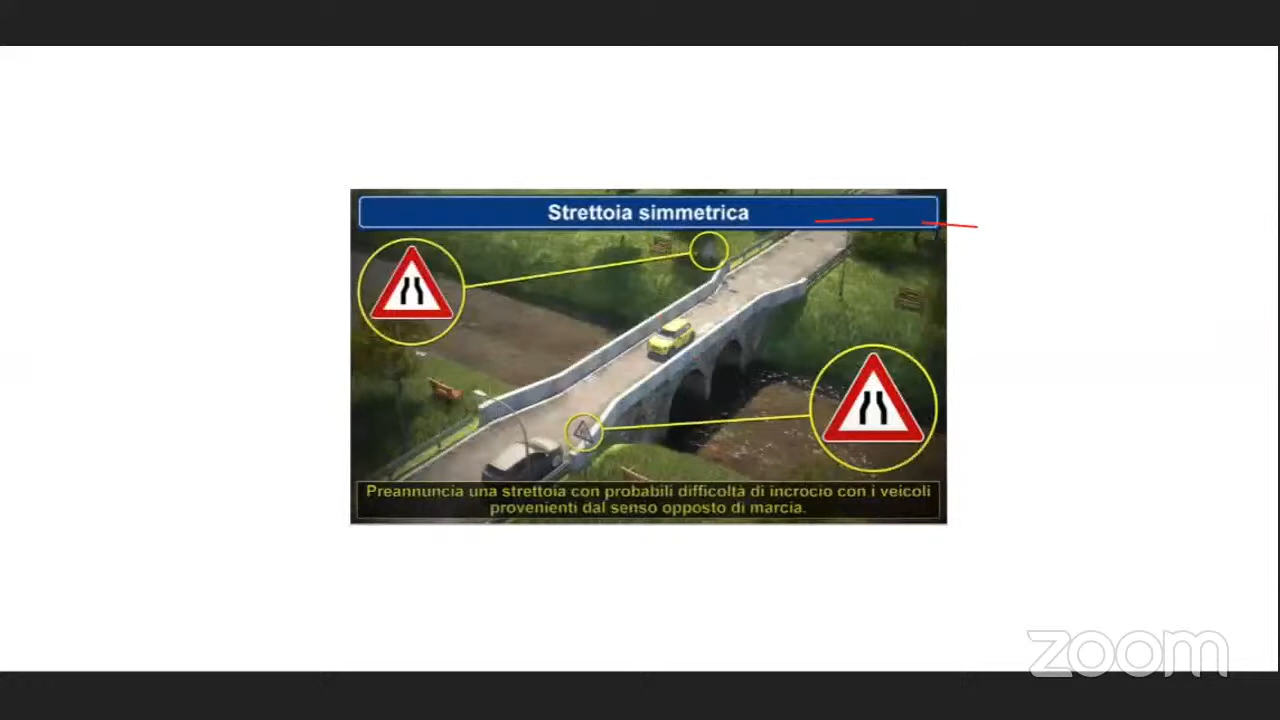 Strettoia simmetrica
Preannuncia una strettoia con probabili difficoltà di incrocio con i veicoli
provenienti dal senso opposto di marcia.
zoom